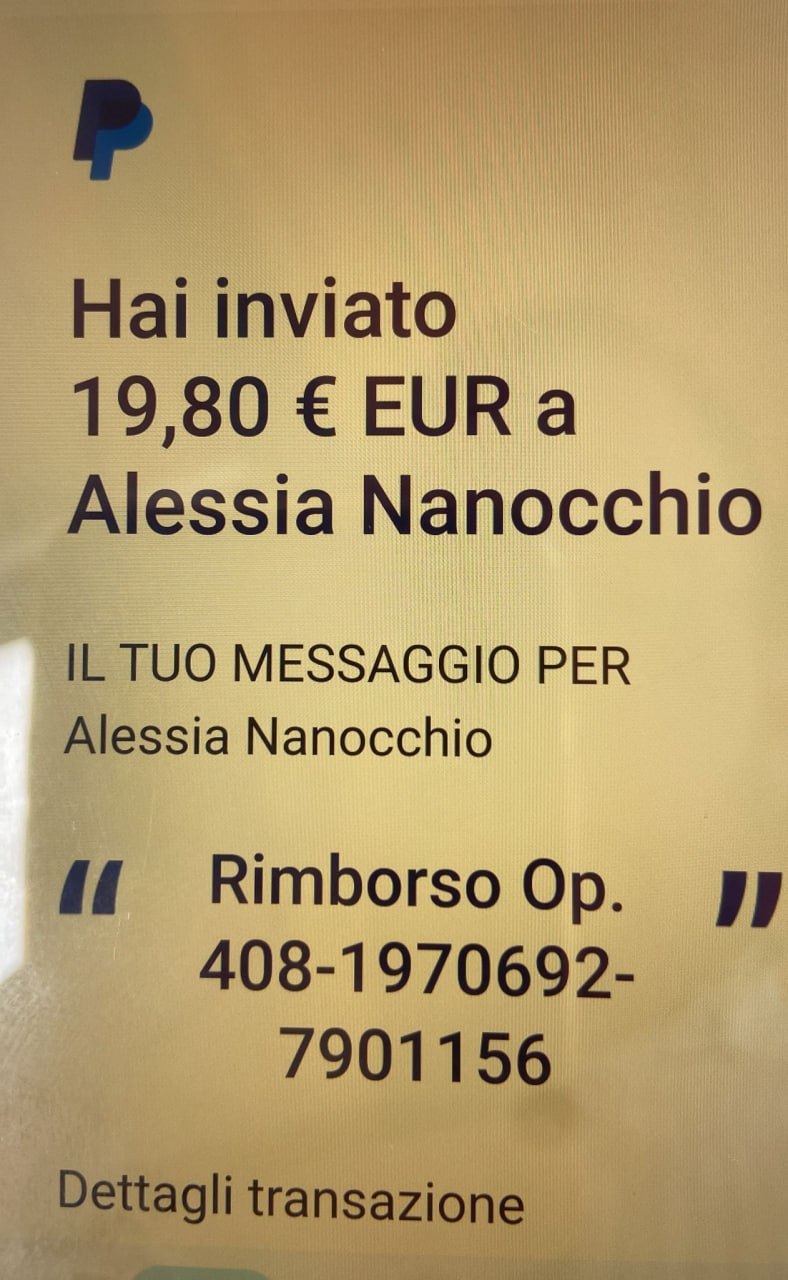 Hai inviato
19,80 € EUR a
Alessia Nanocchio
IL TUO MESSAGGIO PER
Alessia Nanocchio
“ Rimborso Op. ”
408-1970692-
7901156
Dettagli transazione